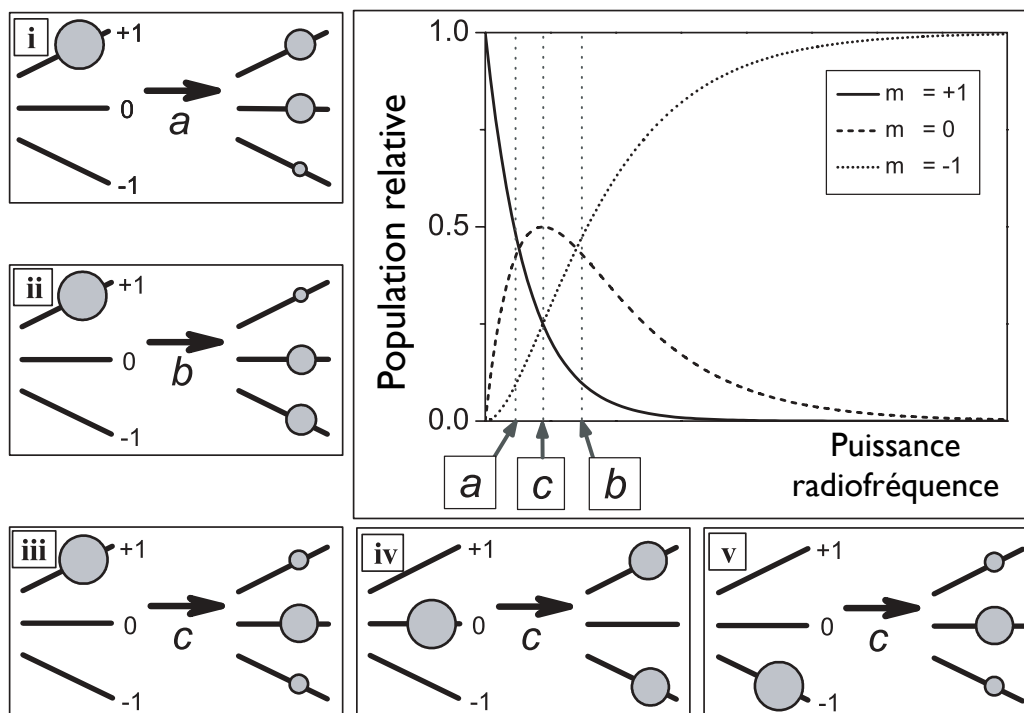 i
+1
0
-1
a
ii
+1
0
-1
b
Population relative
1.0
0.5
0.0
m = +1
m = 0
m = -1
a
c
b
Puissance
radiofréquence
iii
+1
0
-1
c
iv
+1
0
-1
c
v
+1
0
-1
c